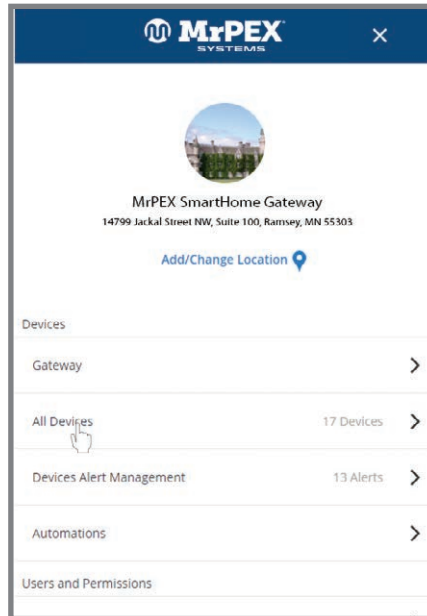 MrPEX
SYSTEMS
MrPEX SmartHome Gateway
14799 Jackal Street NW, Suite 100, Ramsey, MN 55303
Add/Change Location
Devices
Gateway
All Devices 17 Devices
Devices Alert Management 13 Alerts
Automations
Users and Permissions